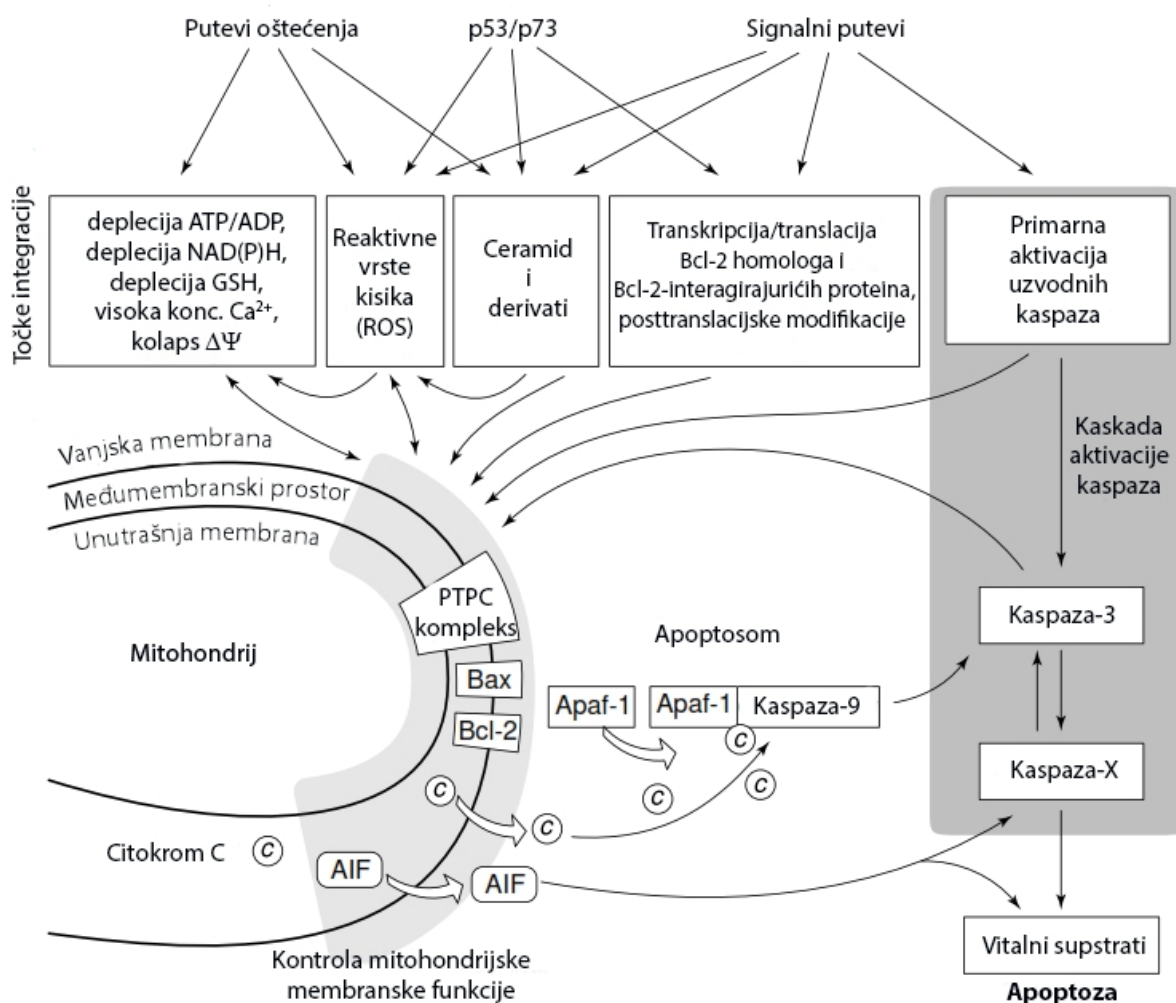 Putevi oštećenja
p53/p73
Signalni putevi
Točke integracije
deplecija ATP/ADP,
deplecija NAD(P)H,
deplecija GSH,
visoka konc. Ca²⁺,
kolaps ΔΨ
Reaktivne
vrste
kisika
(ROS)
Ceramid
i
derivati
Transkripcija/translacija
Bcl-2 homologa i
Bcl-2-interagirajurićih proteina,
posttranslacijske modifikacije
Primarna
aktivacija
uzvodnih
kaspaza
Kaskada
aktivacije
kaspaza
Vanjska membrana
Međumembranski prostor
Unutrašnja membrana
PTPC
kompleks
Mitohondrij
Bax
Bcl-2
Apoptosom
Apaf-1
Apaf-1
Kaspaza-9
C
C
C
C
C
Kaspaza-3
Kaspaza-X
Citokrom C
C
AIF
AIF
Vitalni supstrati
Apoptoza
Kontrola mitohondrijske
membranske funkcije